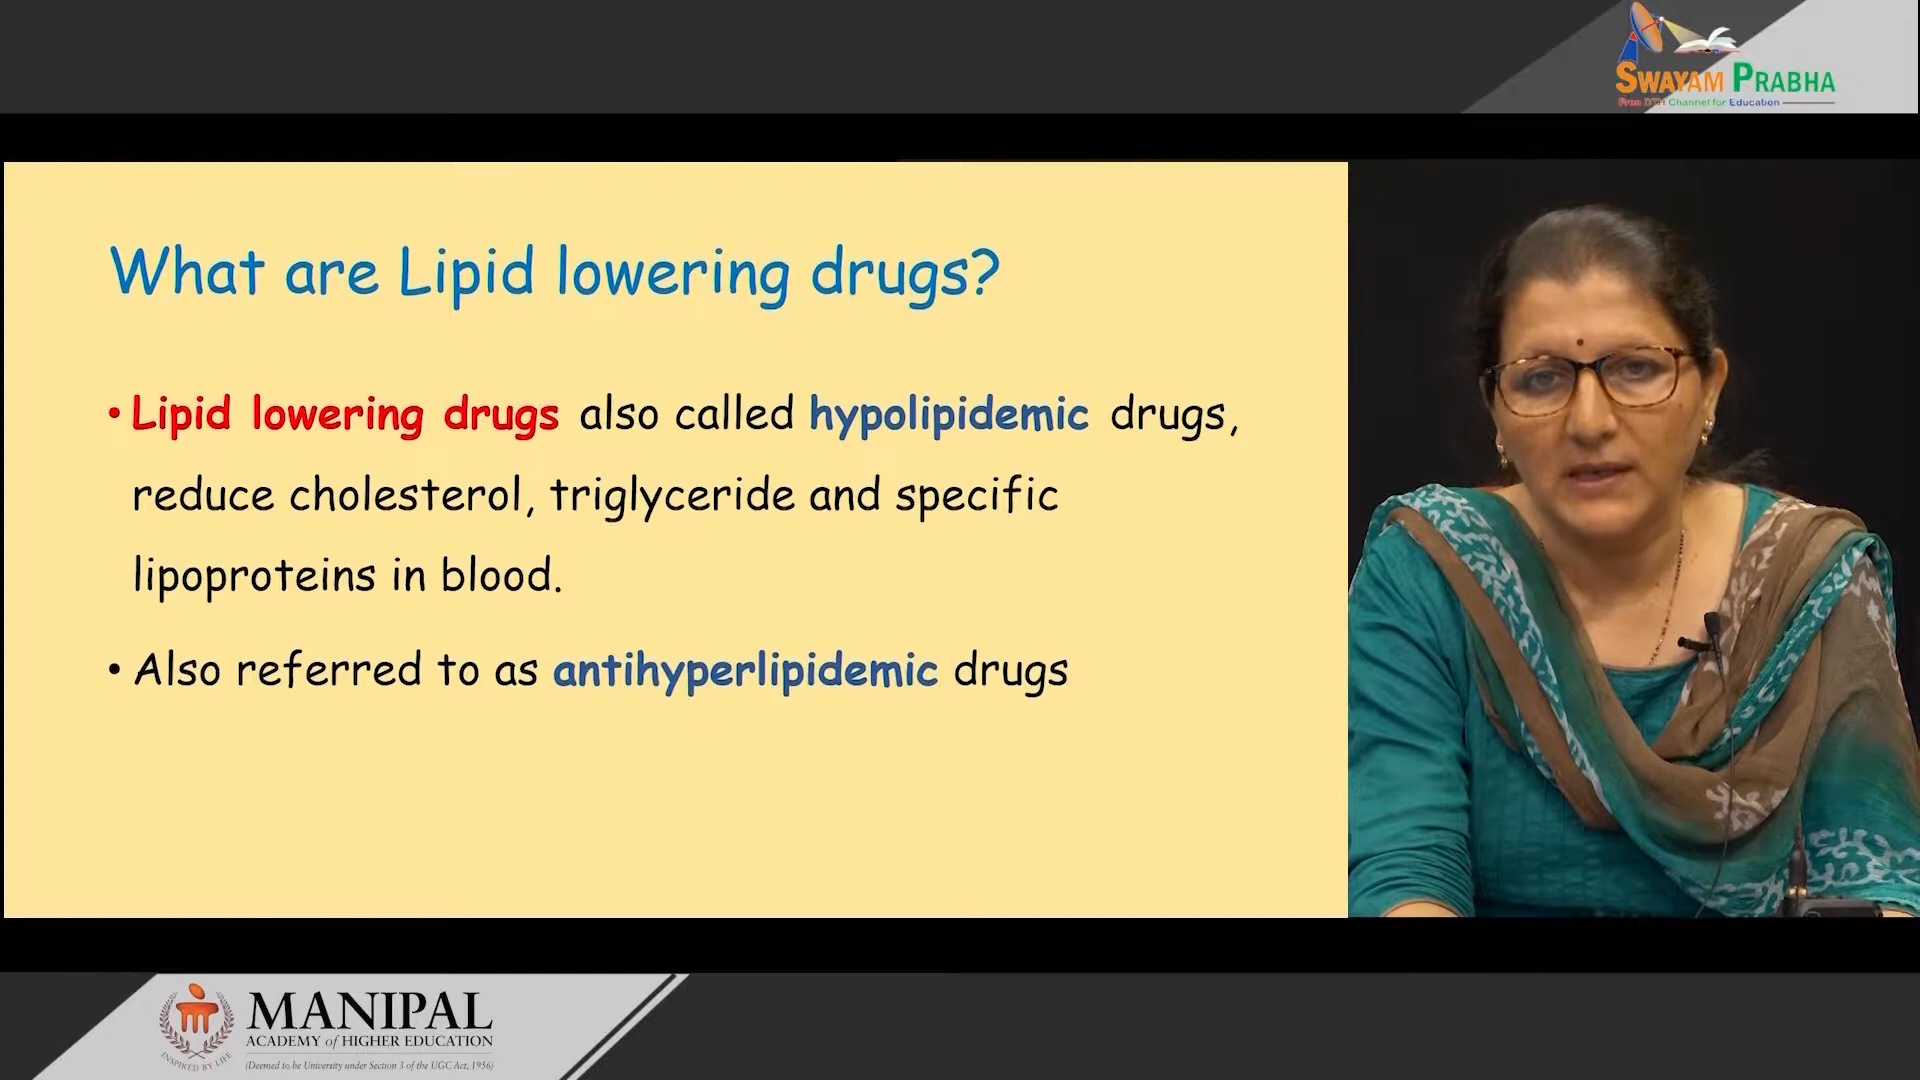 SWAYAM PRABHA
Free DTH Channel for Education
What are Lipid lowering drugs?
• Lipid lowering drugs also called hypolipidemic drugs,
reduce cholesterol, triglyceride and specific
lipoproteins in blood.
• Also referred to as antihyperlipidemic drugs
INSPIRED BY LIFE
MANIPAL
ACADEMY of HIGHER EDUCATION
(Deemed to be University under Section 3 of the UGC Act, 1956)